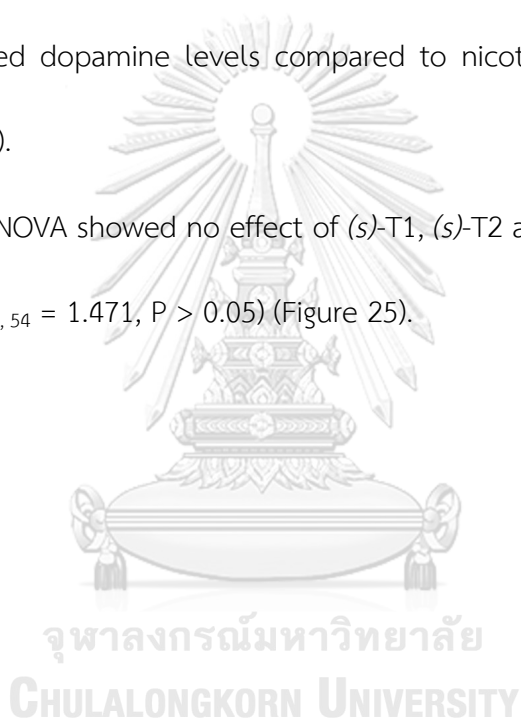 ed dopamine levels compared to nicot
).
NOVA showed no effect of (s)-T1, (s)-T2 a
, 54 = 1.471, P > 0.05) (Figure 25).
จุฬาลงกรณ์มหาวิทยาลัย
CHULALONGKORN UNIVERSITY